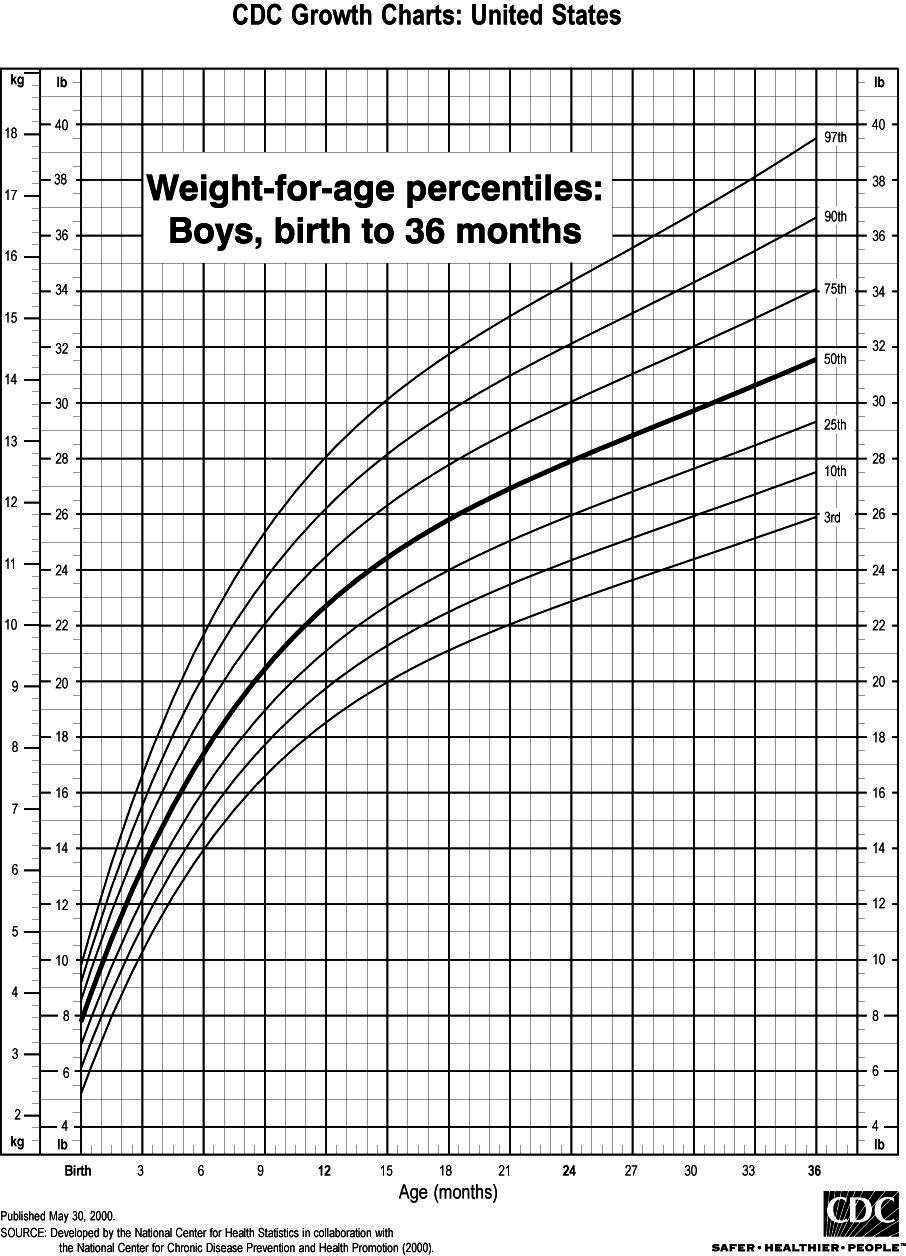 CDC Growth Charts: United States
kg
lb
lb
40
40
18
97th
38
38
Weight-for-age percentiles:
17
Boys, birth to 36 months
90th
36
36
16
34
75th
34
15
32
32
50th
14
30
30
25th
13
28
28
10th
12
26
3rd
26
11
24
24
10
22
22
9
20
20
8
18
18
7
16
16
14
14
6
12
12
5
10
10
4
8
8
3
6
6
2
4
4
kg
lb
lb
Birth 3 6 9 12 15 18 21 24 27 30 33 36
Age (months)
Published May 30, 2000.
SOURCE: Developed by the National Center for Health Statistics in collaboration with
the National Center for Chronic Disease Prevention and Health Promotion (2000).
CDC
SAFER · HEALTHIER · PEOPLE™